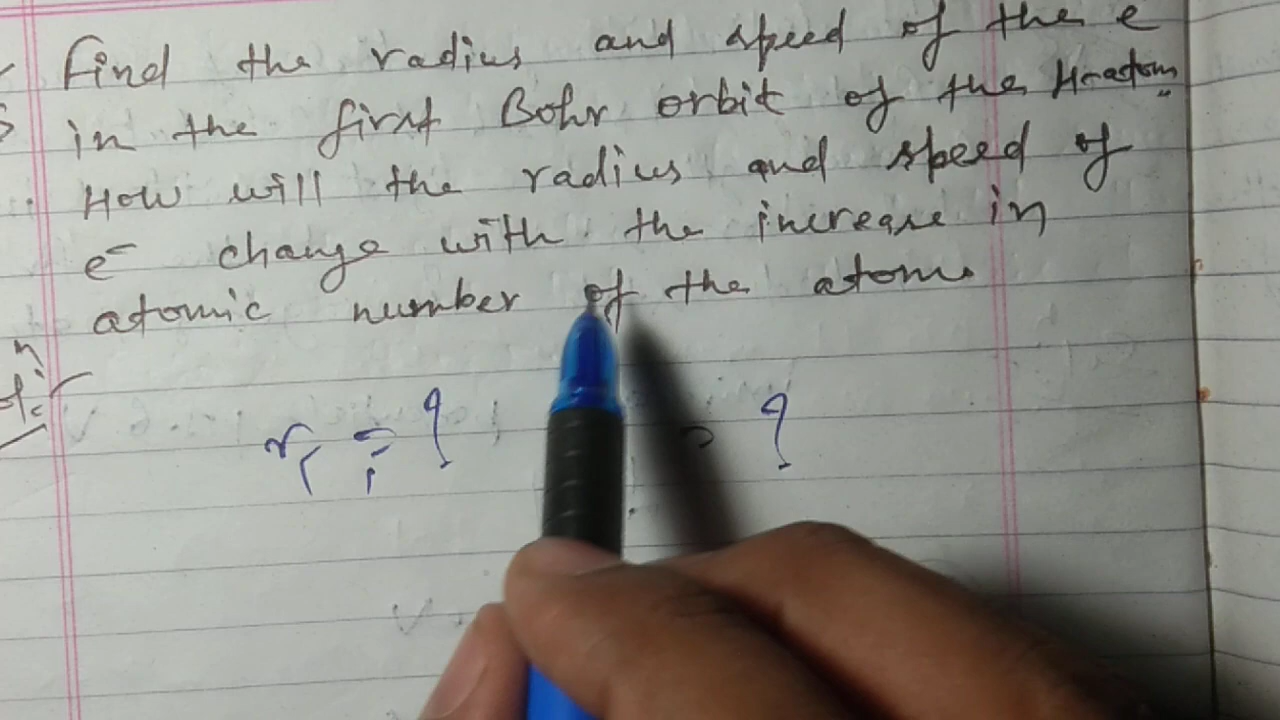 Find the radius and speed of the e
in the first Bohr orbit of the H-atom
How will the radius and speed of
e⁻ change with the increase in
atomic number of the atom.
r₁ = ?
= ?